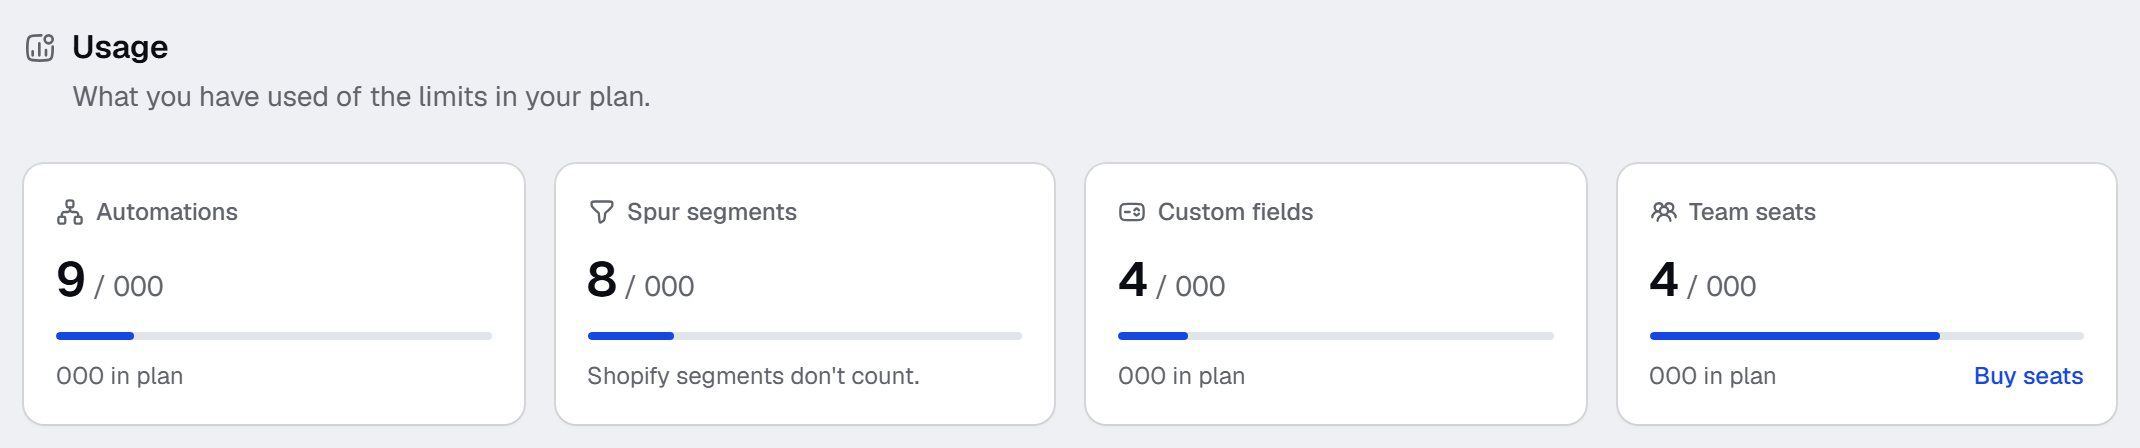 Usage
What you have used of the limits in your plan.
Automations
9 / 000
000 in plan
Spur segments
8 / 000
Shopify segments don't count.
Custom fields
4 / 000
000 in plan
Team seats
4 / 000
000 in plan
Buy seats